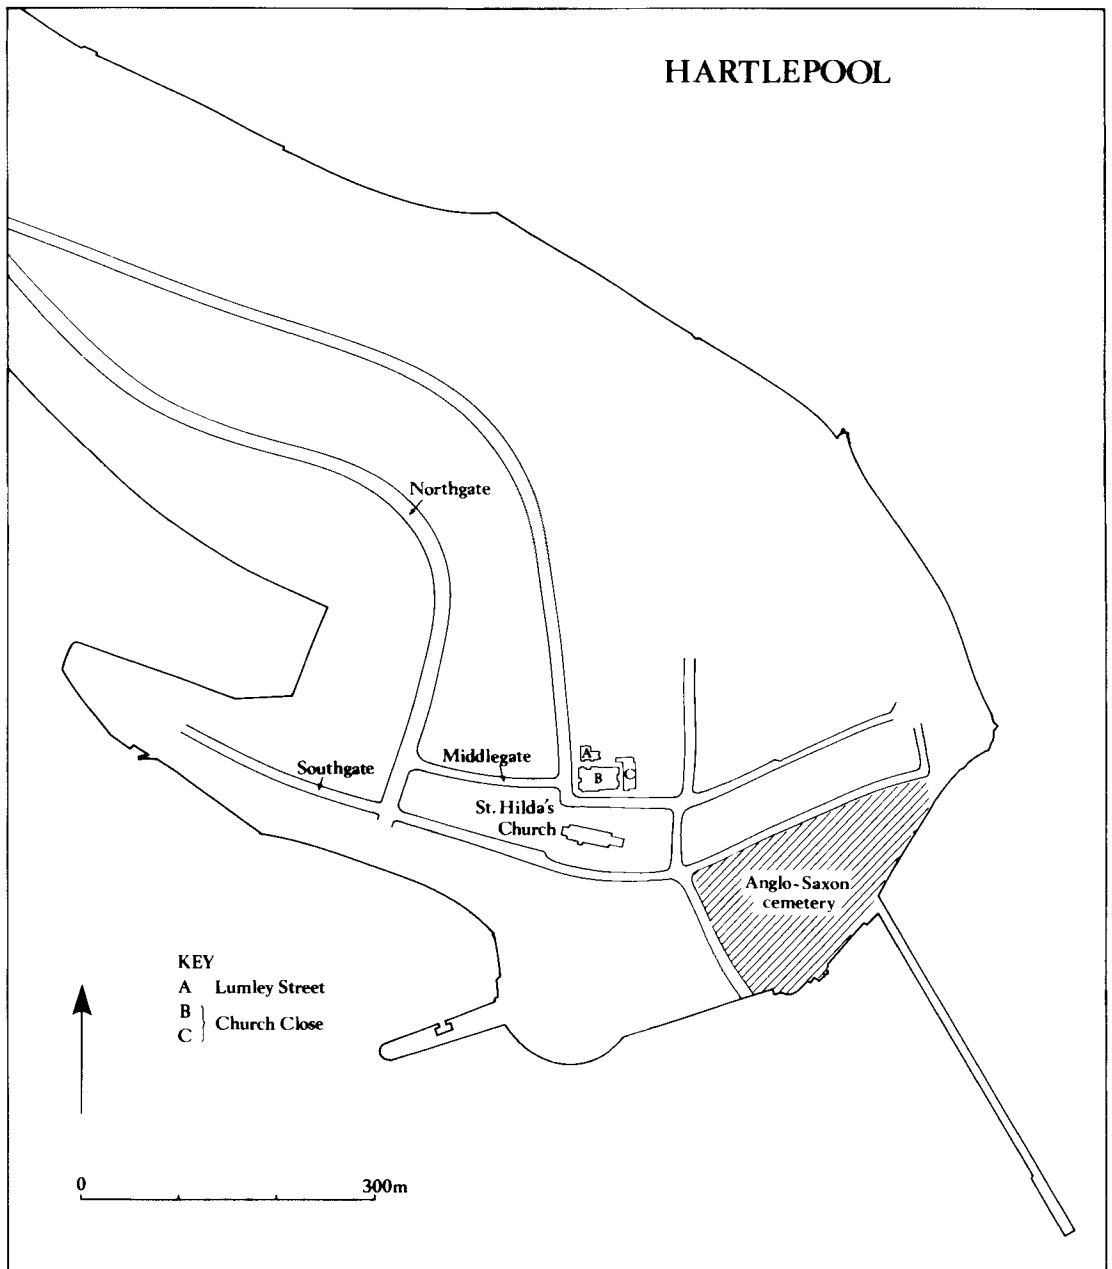 HARTLEPOOL
Northgate
Middlegate
Southgate
A
B
C
St. Hilda's
Church
Anglo-Saxon
cemetery
KEY
A Lumley Street
B
C
Church Close
0 300m